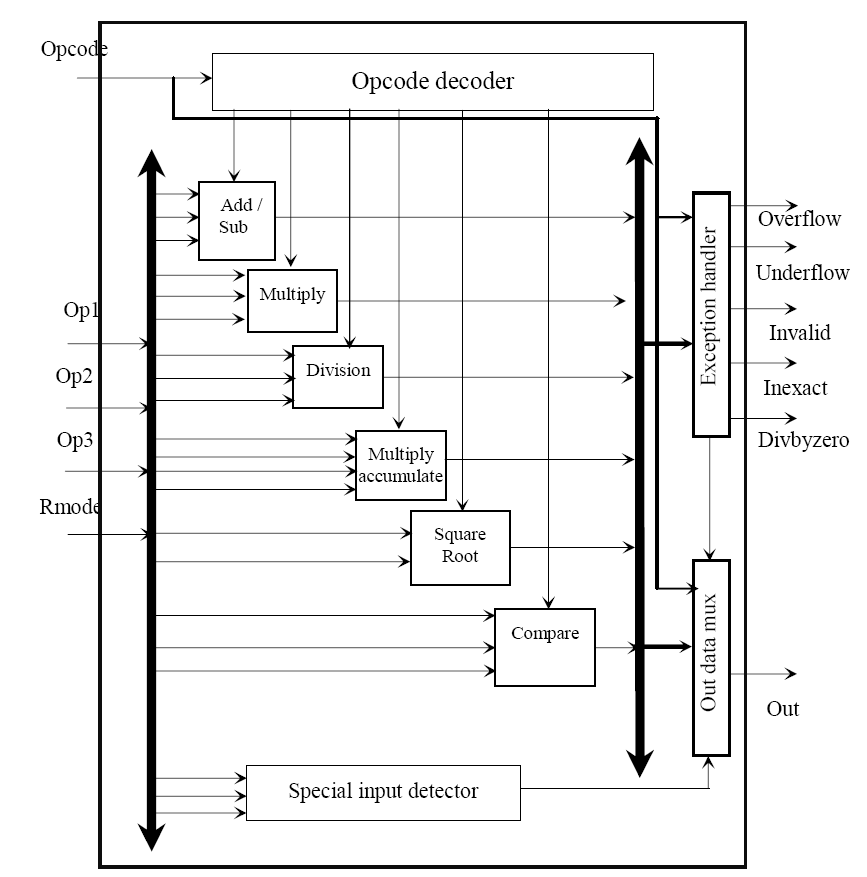 Opcode
Opcode decoder
Add /
Sub
Overflow
Exception handler
Underflow
Multiply
Op1
Invalid
Division
Op2
Inexact
Op3
Divbyzero
Multiply
accumulate
Rmode
Square
Root
Compare
Out data mux
Out
Special input detector